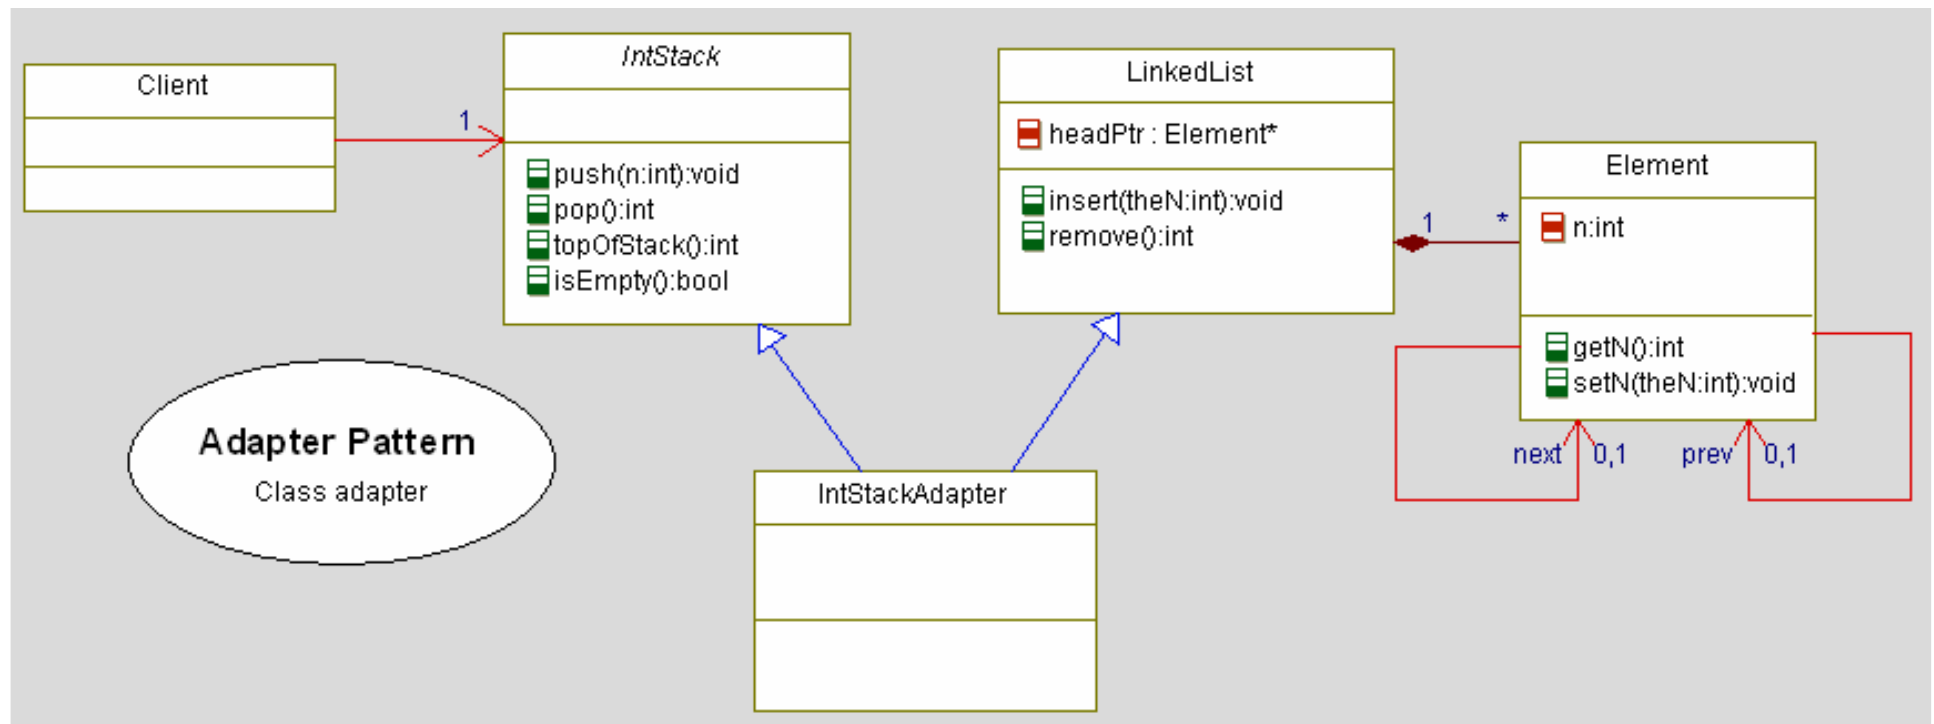 Client
1
IntStack
push(n:int):void
pop():int
topOfStack():int
isEmpty():bool
LinkedList
headPtr : Element*
insert(theN:int):void
remove():int
1
*
Element
n:int
getN():int
setN(theN:int):void
next 0,1
prev 0,1
Adapter Pattern
Class adapter
IntStackAdapter